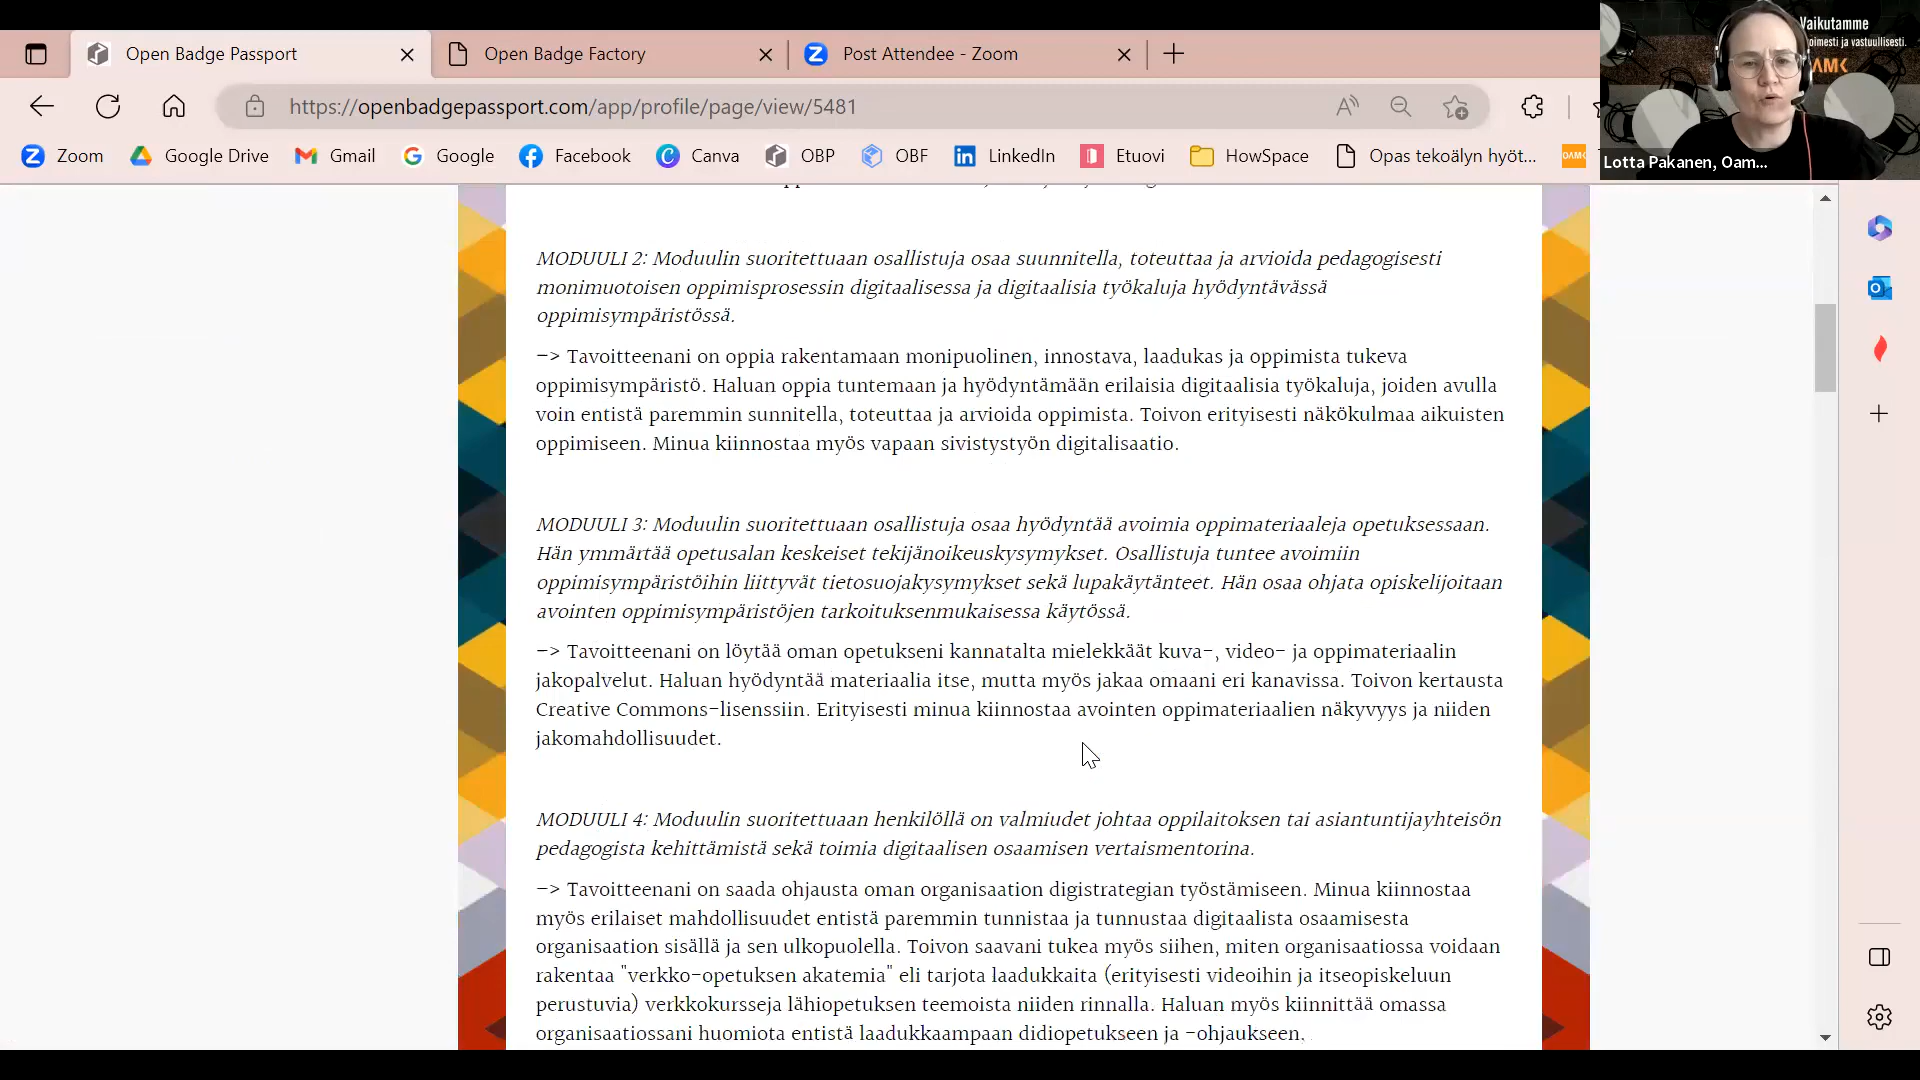 Open Badge Passport
Open Badge Factory
Post Attendee - Zoom
https://openbadgepassport.com/app/profile/page/view/5481
Zoom
Google Drive
Gmail
Google
Facebook
Canva
OBP
OBF
LinkedIn
Etuovi
HowSpace
Opas tekoälyn hyöt...
OAMK
Vaikutamme
oimesti ja vastuullisesti.
AMK
Lotta Pakanen, Oam...
MODUULI 2: Moduulin suoritettuaan osallistuja osaa suunnitella, toteuttaa ja arvioida pedagogisesti
monimuotoisen oppimisprosessin digitaalisessa ja digitaalisia työkaluja hyödyntävässä
oppimisympäristössä.
–> Tavoitteenani on oppia rakentamaan monipuolinen, innostava, laadukas ja oppimista tukeva
oppimisympäristö. Haluan oppia tuntemaan ja hyödyntämään erilaisia digitaalisia työkaluja, joiden avulla
voin entistä paremmin sunnitella, toteuttaa ja arvioida oppimista. Toivon erityisesti näkökulmaa aikuisten
oppimiseen. Minua kiinnostaa myös vapaan sivistystyön digitalisaatio.
MODUULI 3: Moduulin suoritettuaan osallistuja osaa hyödyntää avoimia oppimateriaaleja opetuksessaan.
Hän ymmärtää opetusalan keskeiset tekijänoikeuskysymykset. Osallistuja tuntee avoimiin
oppimisympäristöihin liittyvät tietosuojakysymykset sekä lupakäytänteet. Hän osaa ohjata opiskelijoitaan
avointen oppimisympäristöjen tarkoituksenmukaisessa käytössä.
–> Tavoitteenani on löytää oman opetukseni kannatalta mielekkäät kuva-, video- ja oppimateriaalin
jakopalvelut. Haluan hyödyntää materiaalia itse, mutta myös jakaa omaani eri kanavissa. Toivon kertausta
Creative Commons-lisenssiin. Erityisesti minua kiinnostaa avointen oppimateriaalien näkyvyys ja niiden
jakomahdollisuudet.
MODUULI 4: Moduulin suoritettuaan henkilöllä on valmiudet johtaa oppilaitoksen tai asiantuntijayhteisön
pedagogista kehittämistä sekä toimia digitaalisen osaamisen vertaismentorina.
–> Tavoitteenani on saada ohjausta oman organisaation digistrategian työstämiseen. Minua kiinnostaa
myös erilaiset mahdollisuudet entistä paremmin tunnistaa ja tunnustaa digitaalista osaamisesta
organisaation sisällä ja sen ulkopuolella. Toivon saavani tukea myös siihen, miten organisaatiossa voidaan
rakentaa "verkko-opetuksen akatemia" eli tarjota laadukkaita (erityisesti videoihin ja itseopiskeluun
perustuvia) verkkokursseja lähiopetuksen teemoista niiden rinnalla. Haluan myös kiinnittää omassa
organisaatiossani huomiota entistä laadukkaampaan didiopetukseen ja -ohjaukseen.